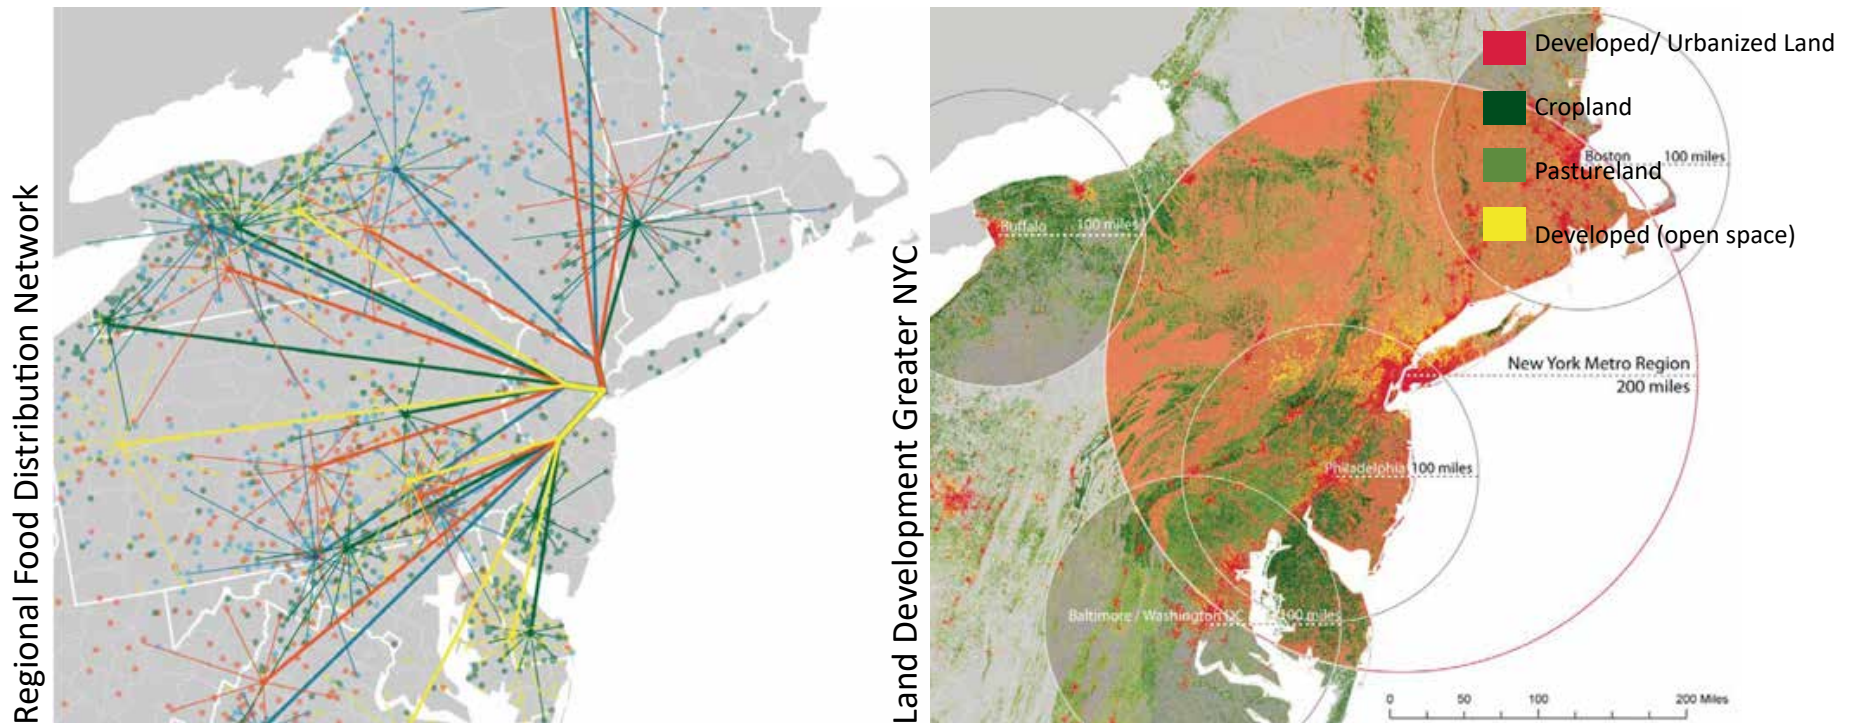 Regional Food Distribution Network
Land Development Greater NYC
Developed/ Urbanized Land
Cropland
Pastureland
Developed (open space)
Boston 100 miles
Buffalo 100 miles
New York Metro Region
200 miles
Philadelphia 100 miles
Baltimore / Washington DC 100 miles
0 50 100 200 Miles